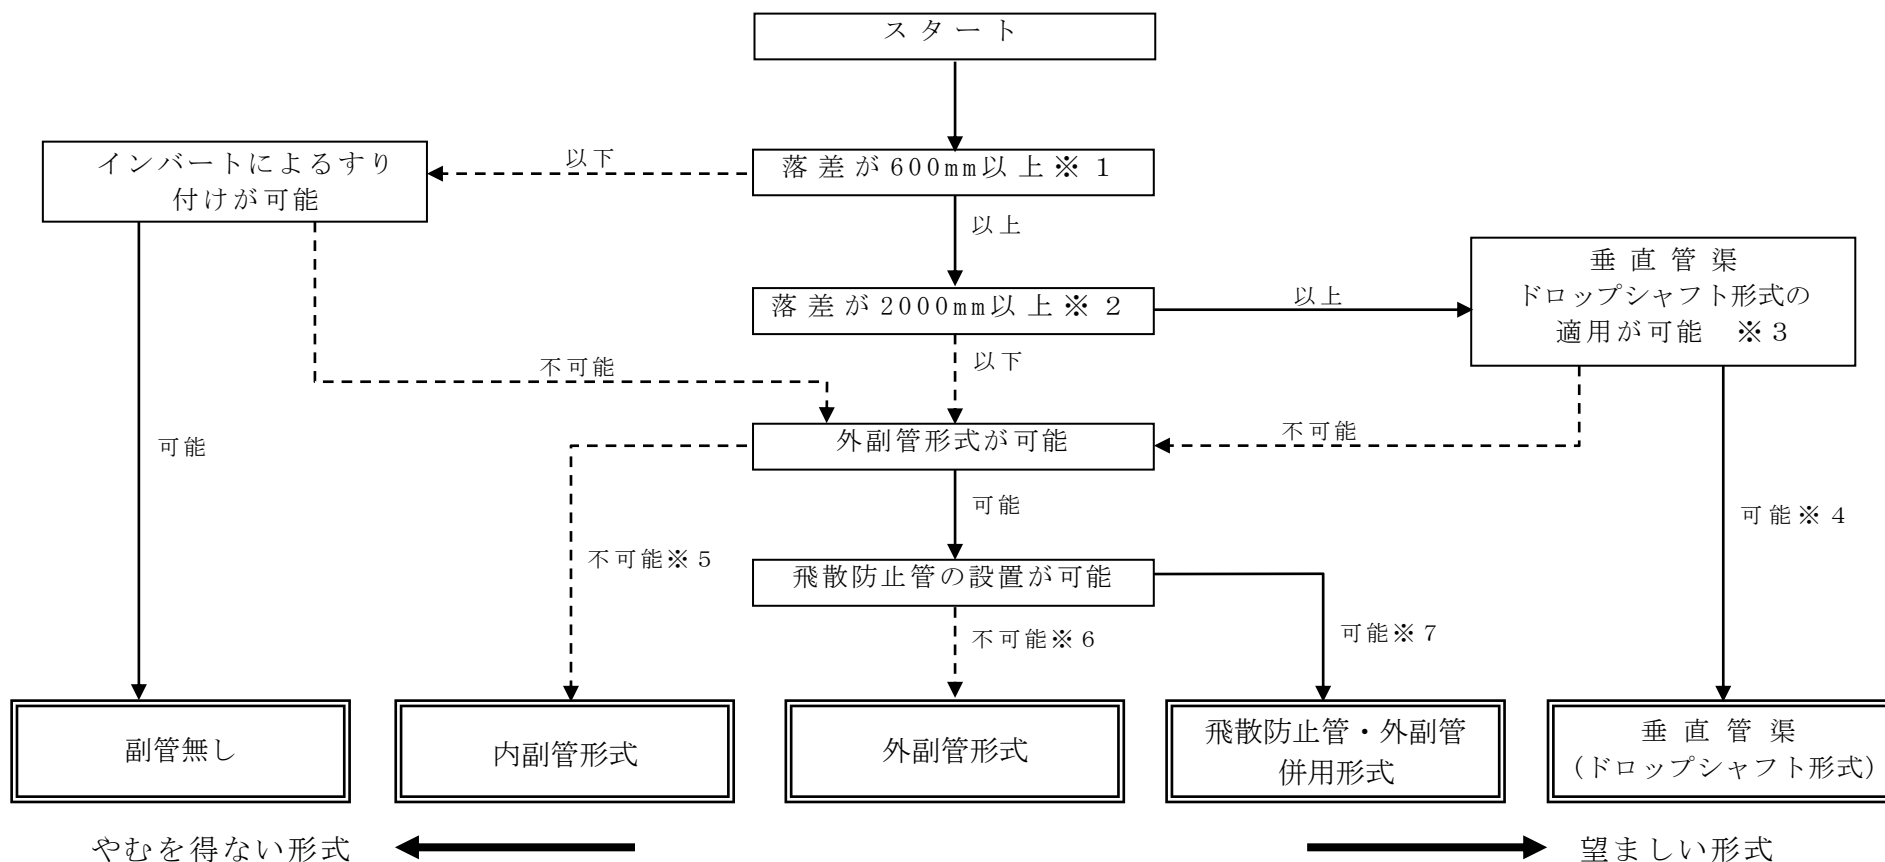 スタート
インバートによるすり
付けが可能
以下
落差が600mm以上※1
以上
落差が2000mm以上※2
以上
垂直管渠
ドロップシャフト形式の
適用が可能　※3
不可能
以下
可能
外副管形式が可能
不可能
可能
可能※4
不可能※5
飛散防止管の設置が可能
不可能※6
可能※7
副管無し
内副管形式
外副管形式
飛散防止管・外副管
併用形式
垂直管渠
(ドロップシャフト形式)
やむを得ない形式
望ましい形式